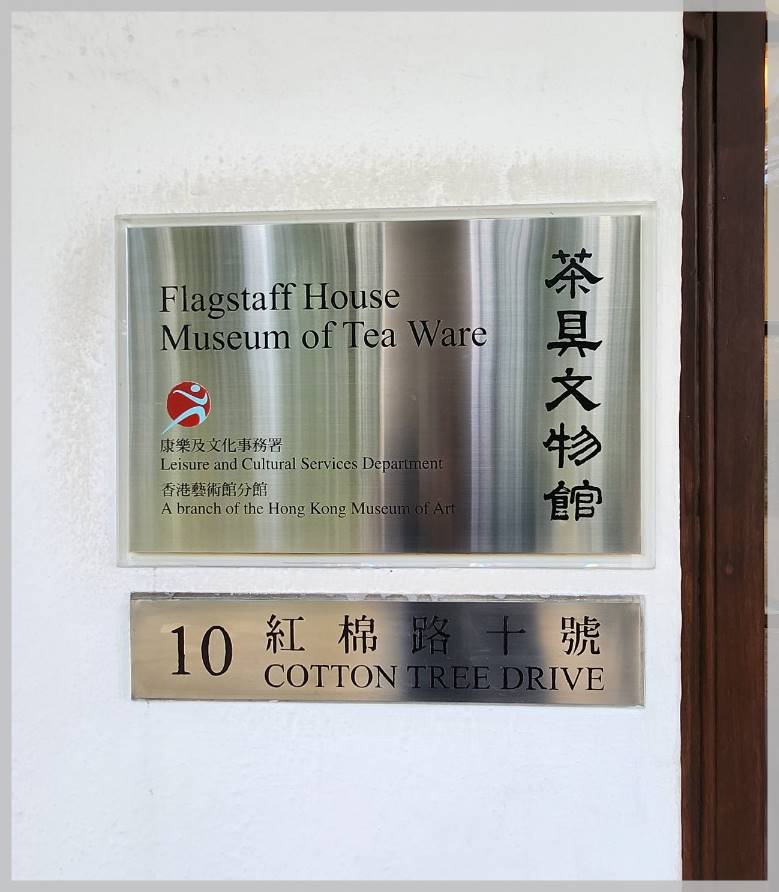 Flagstaff House
Museum of Tea Ware
茶具文物館
康樂及文化事務署
Leisure and Cultural Services Department
香港藝術館分館
A branch of the Hong Kong Museum of Art
10
紅棉路十號
COTTON TREE DRIVE